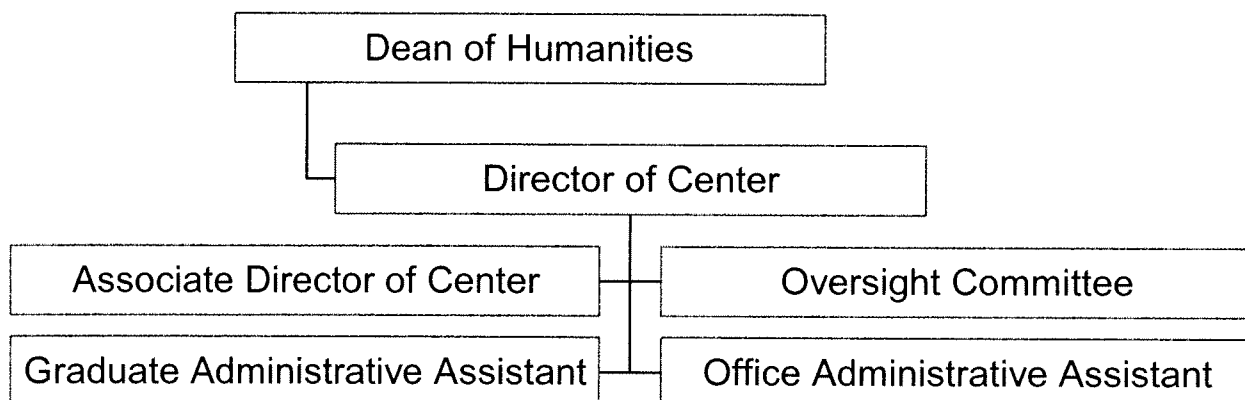 Dean of Humanities
Director of Center
Associate Director of Center
Oversight Committee
Graduate Administrative Assistant
Office Administrative Assistant